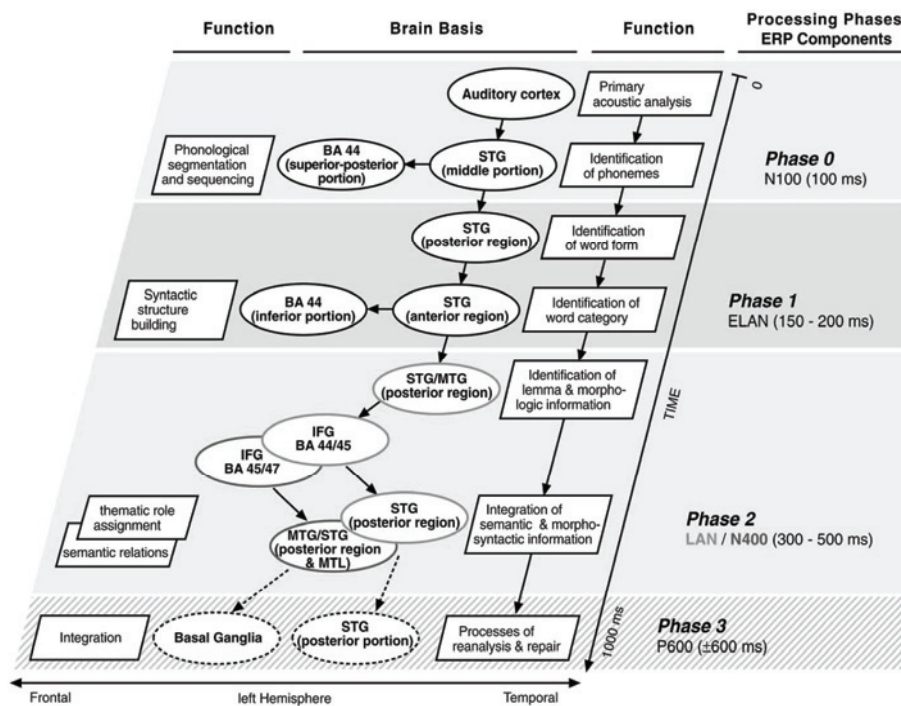 Function
Brain Basis
Function
Processing Phases
ERP Components
Auditory cortex
Primary
acoustic analysis
0
Phonological
segmentation
and sequencing
BA 44
(superior-posterior
portion)
STG
(middle portion)
Identification
of phonemes
Phase 0
N100 (100 ms)
STG
(posterior region)
Identification
of word form
Syntactic
structure
building
BA 44
(inferior portion)
STG
(anterior region)
Identification of
word category
Phase 1
ELAN (150 - 200 ms)
STG/MTG
(posterior region)
Identification of
lemma & morpho-
logic information
TIME
IFG
BA 44/45
IFG
BA 45/47
thematic role
assignment
semantic relations
STG
(posterior region)
MTG/STG
(posterior region
& MTL)
Integration of
semantic & morpho-
syntactic information
Phase 2
LAN / N400 (300 - 500 ms)
Integration
Basal Ganglia
STG
(posterior portion)
Processes of
reanalysis & repair
1000 ms
Phase 3
P600 (±600 ms)
Frontal
left Hemisphere
Temporal